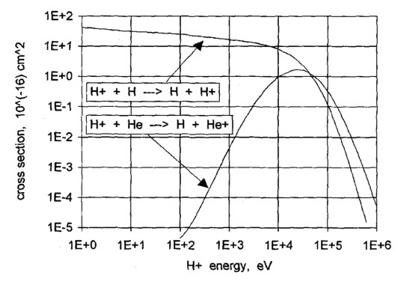 1E+2
1E+1
1E+0
1E-1
1E-2
1E-3
1E-4
1E-5
cross section, 10^(-16) cm^2
H+ + H ---> H + H+
H+ + He ---> H + He+
1E+0 1E+1 1E+2 1E+3 1E+4 1E+5 1E+6
H+ energy, eV